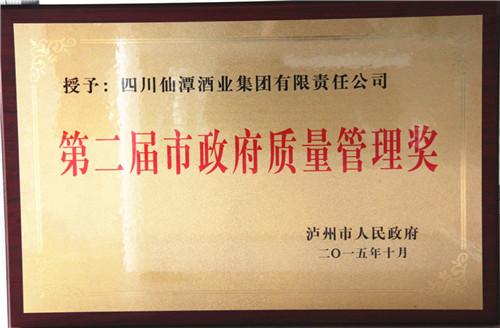 授予：四川仙潭酒业集团有限责任公司
第二届市政府质量管理奖
泸州市人民政府
二〇一五年十月